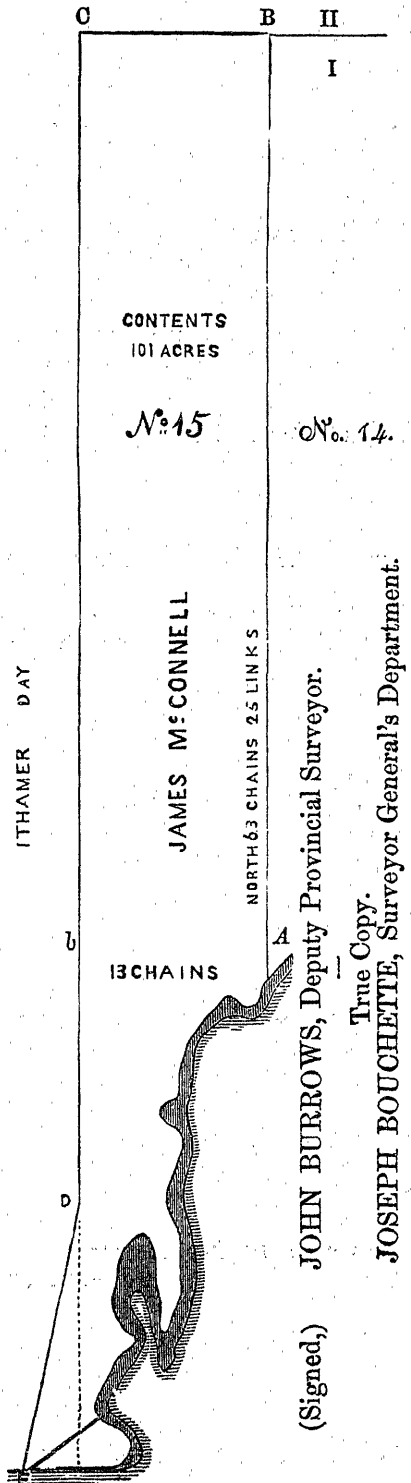 C
B
II
I
CONTENTS
101 ACRES
No. 15
No. 14.
ITHAMER DAY
JAMES McCONNELL
NORTH 63 CHAINS 25 LINKS
b
A
13 CHAINS
D
(Signed,) JOHN BURROWS, Deputy Provincial Surveyor.
True Copy.
JOSEPH BOUCHETTE, Surveyor General's Department.